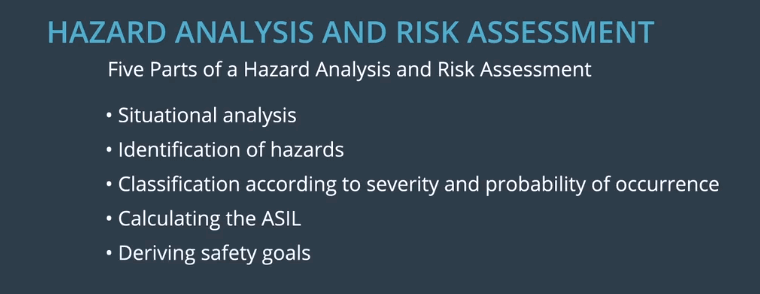 HAZARD ANALYSIS AND RISK ASSESSMENT
Five Parts of a Hazard Analysis and Risk Assessment
• Situational analysis
• Identification of hazards
• Classification according to severity and probability of occurrence
• Calculating the ASIL
• Deriving safety goals